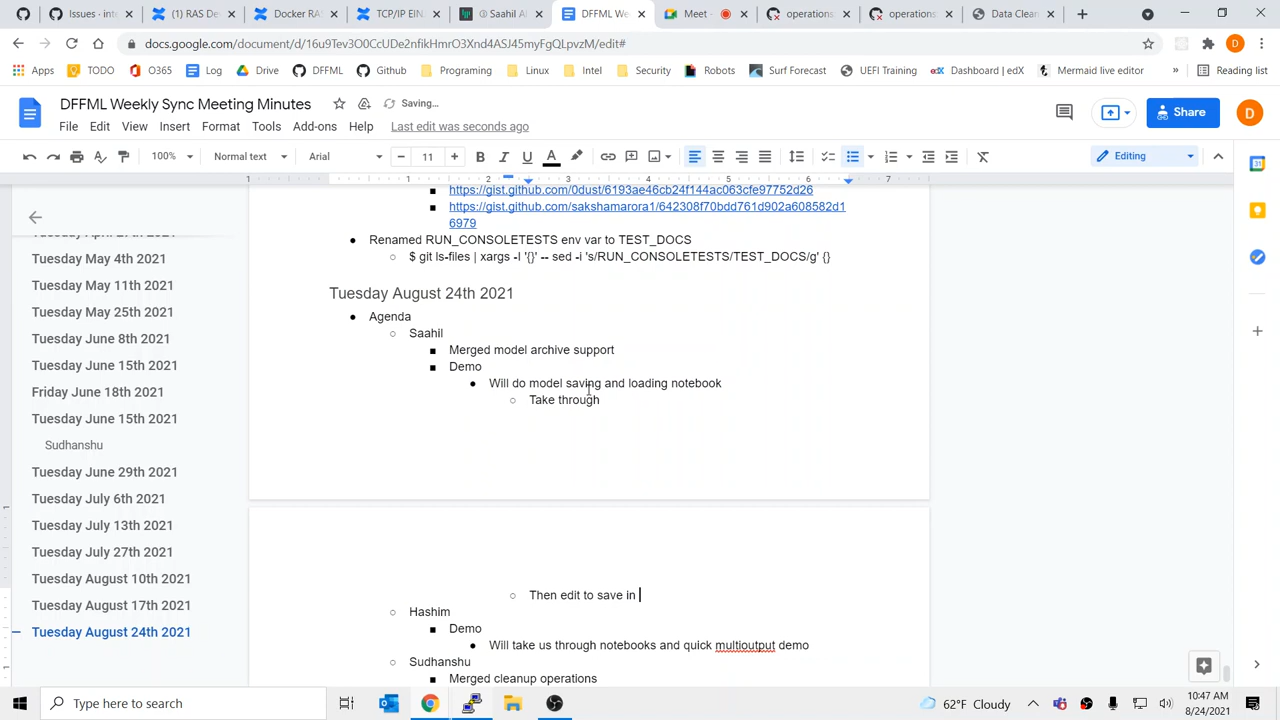 Issues ·
(1) RAS
Docker RAS
TCP/IP EINJ
@ Saahil A
DFFML We
Meet -
operations
operations
Data Clean
docs.google.com/document/d/16u9Tev3O0CcUDe2nfikHmrO3Xnd4ASJ45myFgQLpvzM/edit#
D
Apps TODO O365 Log Drive DFFML Github Programing Linux Intel Security Robots Surf Forecast UEFI Training Dashboard | edX Mermaid live editor » Reading list
DFFML Weekly Sync Meeting Minutes Saving…
File Edit View Insert Format Tools Add-ons Help Last edit was seconds ago
Share
D
100% Normal text Arial 11 B I U A Editing
1 1 2 3 4 5 6 7
Tuesday May 4th 2021
Tuesday May 11th 2021
Tuesday May 25th 2021
Tuesday June 8th 2021
Tuesday June 15th 2021
Friday June 18th 2021
Tuesday June 15th 2021
Sudhanshu
Tuesday June 29th 2021
Tuesday July 6th 2021
Tuesday July 13th 2021
Tuesday July 27th 2021
Tuesday August 10th 2021
Tuesday August 17th 2021
Tuesday August 24th 2021
https://gist.github.com/0dust/6193ae46cb24f144ac063cfe97752d26
https://gist.github.com/sakshamarora1/642308f70bdd761d902a608582d1
6979
Renamed RUN_CONSOLETESTS env var to TEST_DOCS
$ git ls-files | xargs -I '{}' -- sed -i 's/RUN_CONSOLETESTS/TEST_DOCS/g' {}
Tuesday August 24th 2021
Agenda
Saahil
Merged model archive support
Demo
Will do model saving and loading notebook
Take through
Then edit to save in
Hashim
Demo
Will take us through notebooks and quick multioutput demo
Sudhanshu
Merged cleanup operations
Type here to search
62°F Cloudy
10:47 AM
8/24/2021